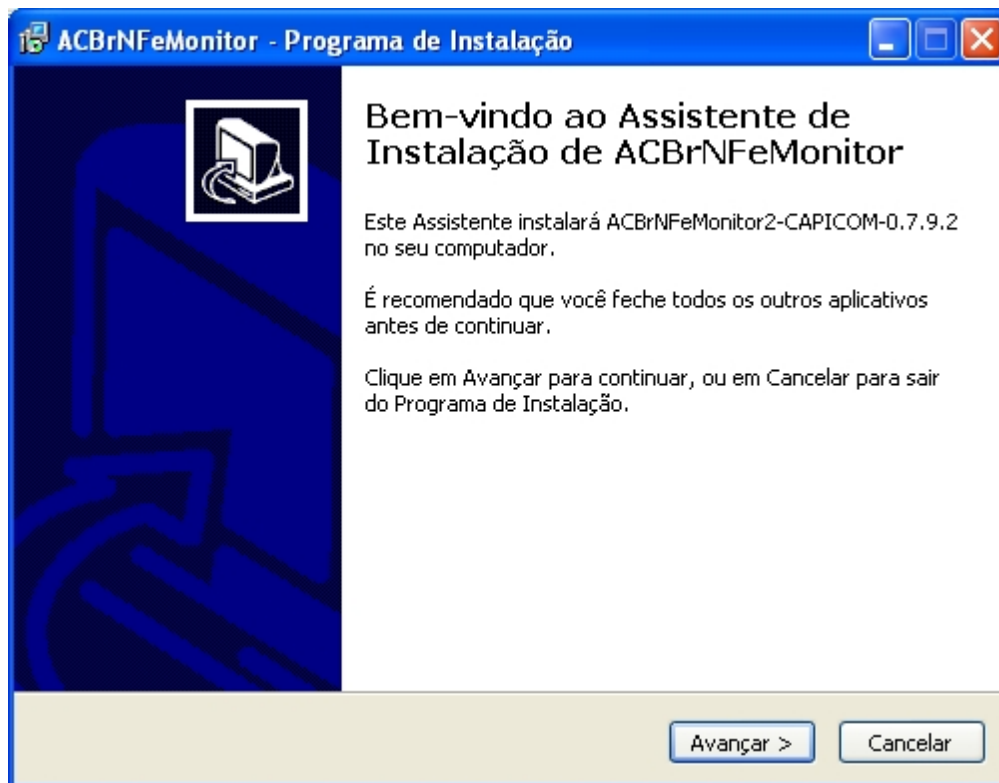 ACBrNFeMonitor - Programa de Instalação
Bem-vindo ao Assistente de
Instalação de ACBrNFeMonitor
Este Assistente instalará ACBrNFeMonitor2-CAPICOM-0.7.9.2
no seu computador.
É recomendado que você feche todos os outros aplicativos
antes de continuar.
Clique em Avançar para continuar, ou em Cancelar para sair
do Programa de Instalação.
Avançar >
Cancelar